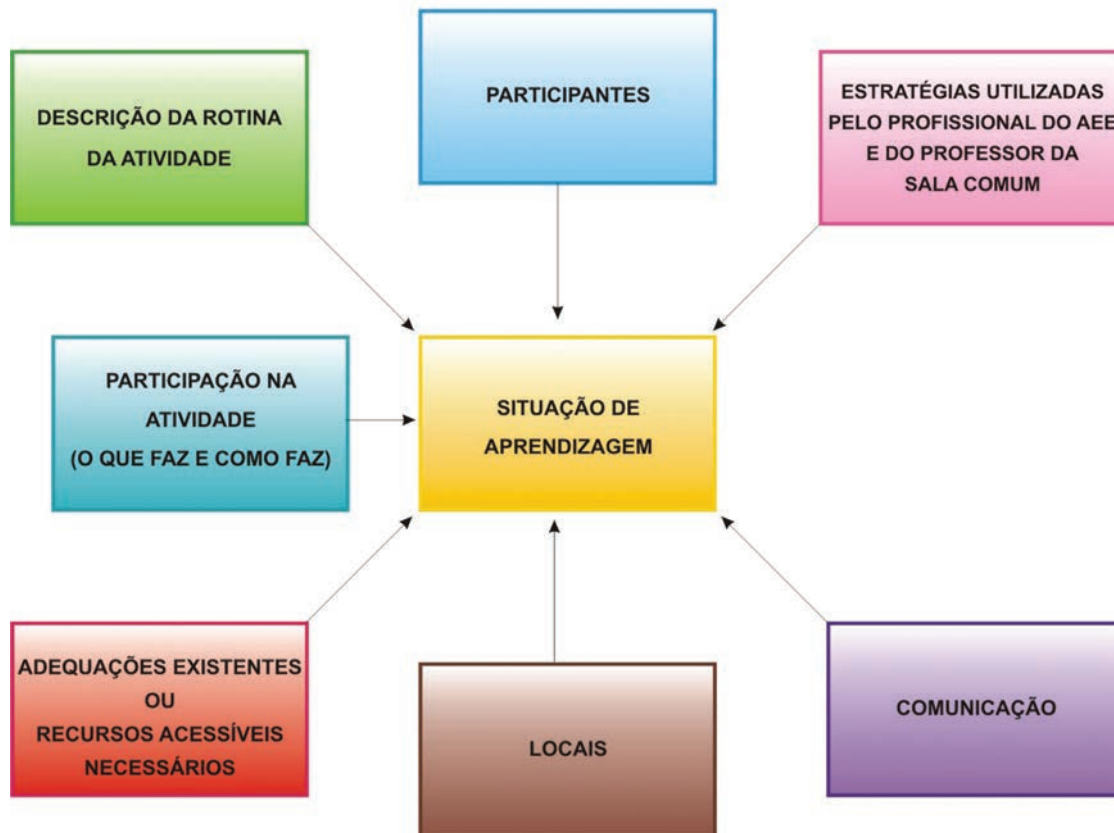 DESCRIÇÃO DA ROTINA
DA ATIVIDADE
PARTICIPANTES
ESTRATÉGIAS UTILIZADAS
PELO PROFISSIONAL DO AEE
E DO PROFESSOR DA
SALA COMUM
PARTICIPAÇÃO NA
ATIVIDADE
(O QUE FAZ E COMO FAZ)
SITUAÇÃO DE
APRENDIZAGEM
ADEQUAÇÕES EXISTENTES
OU
RECURSOS ACESSÍVEIS
NECESSÁRIOS
LOCAIS
COMUNICAÇÃO